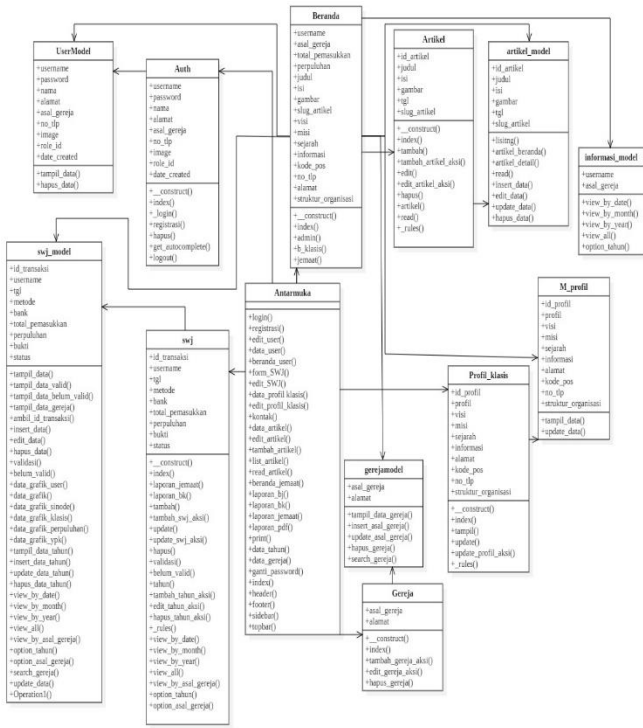 Beranda
+username
+asal_gereja
+total_pemasukkan
+perpuluhan
+judul
+isi
+gambar
+slug_artikel
+visi
+misi
+sejarah
+informasi
+kode_pos
+no_tlp
+alamat
+struktur_organisasi
+__construct()
+index()
+admin()
+b_klasis()
+jemaat()
UserModel
+username
+password
+nama
+alamat
+asal_gereja
+no_tlp
+image
+role_id
+date_created
+tampil_data()
+hapus_data()
Auth
+username
+password
+nama
+alamat
+asal_gereja
+no_tlp
+image
+role_id
+date_created
+__construct()
+index()
+_login()
+registrasi()
+hapus()
+get_autocomplete()
+logout()
Artikel
+id_artikel
+judul
+isi
+gambar
+tgl
+slug_artikel
+__construct()
+index()
+tambah()
+tambah_artikel_aksi()
+edit()
+edit_artikel_aksi()
+hapus()
+artikel()
+read()
+_rules()
artikel_model
+id_artikel
+judul
+isi
+gambar
+tgl
+slug_artikel
+lisitng()
+artikel_beranda()
+artikel_detail()
+read()
+insert_data()
+edit_data()
+update_data()
+hapus_data()
informasi_model
+username
+asal_gereja
+view_by_date()
+view_by_month()
+view_by_year()
+view_all()
+option_tahun()
swj_model
+id_transaksi
+username
+tgl
+metode
+bank
+total_pemasukkan
+perpuluhan
+bukti
+status
+tampil_data()
+tampil_data_valid()
+tampil_data_belum_valid()
+tampil_data_gereja()
+ambil_id_transaksi()
+insert_data()
+edit_data()
+hapus_data()
+validasi()
+belum_valid()
+data_grafik_user()
+data_grafik()
+data_grafik_sinode()
+data_grafik_klasis()
+data_grafik_perpuluhan()
+data_grafik_ypk()
+tampil_data_tahun()
+insert_data_tahun()
+update_data_tahun()
+hapus_data_tahun()
+view_by_date()
+view_by_month()
+view_by_year()
+view_all()
+view_by_asal_gereja()
+option_tahun()
+option_asal_gereja()
+search_gereja()
+update_data()
+Operation1()
swj
+id_transaksi
+username
+tgl
+metode
+bank
+total_pemasukkan
+perpuluhan
+bukti
+status
+__construct()
+index()
+laporan_jemaat()
+laporan_bk()
+tambah()
+tambah_swj_aksi()
+update()
+update_swj_aksi()
+hapus()
+validasi()
+belum_valid()
+tahun()
+tambah_tahun_aksi()
+edit_tahun_aksi()
+hapus_tahun_aksi()
+_rules()
+view_by_date()
+view_by_month()
+view_by_year()
+view_all()
+view_by_asal_gereja()
+option_tahun()
+option_asal_gereja()
Antarmuka
+login()
+registrasi()
+edit_user()
+data_user()
+beranda_user()
+form_SWJ()
+edit_SWJ()
+data_profil klasis()
+edit_profil_klasis()
+kontak()
+data_artikel()
+edit_artikel()
+tambah_artikel()
+list_artikel()
+read_artikel()
+beranda_jemaat()
+laporan_bj()
+laporan_bk()
+laporan_jemaat()
+laporan_pdf()
+print()
+data_tahun()
+data_gereja()
+ganti_password()
+index()
+header()
+footer()
+sidebar()
+topbar()
M_profil
+id_profil
+profil
+visi
+misi
+sejarah
+informasi
+alamat
+kode_pos
+no_tlp
+struktur_organisasi
+tampil_data()
+update_data()
Profil_klasis
+id_profil
+profil
+visi
+misi
+sejarah
+informasi
+alamat
+kode_pos
+no_tlp
+struktur_organisasi
+__construct()
+index()
+tampil()
+update()
+update_profil_aksi()
+_rules()
gerejamodel
+asal_gereja
+alamat
+tampil_data_gereja()
+insert_asal_gereja()
+update_asal_gereja()
+hapus_gereja()
+search_gereja()
Gereja
+asal_gereja
+alamat
+__construct()
+index()
+tambah_gereja_aksi()
+edit_gereja_aksi()
+hapus_gereja()